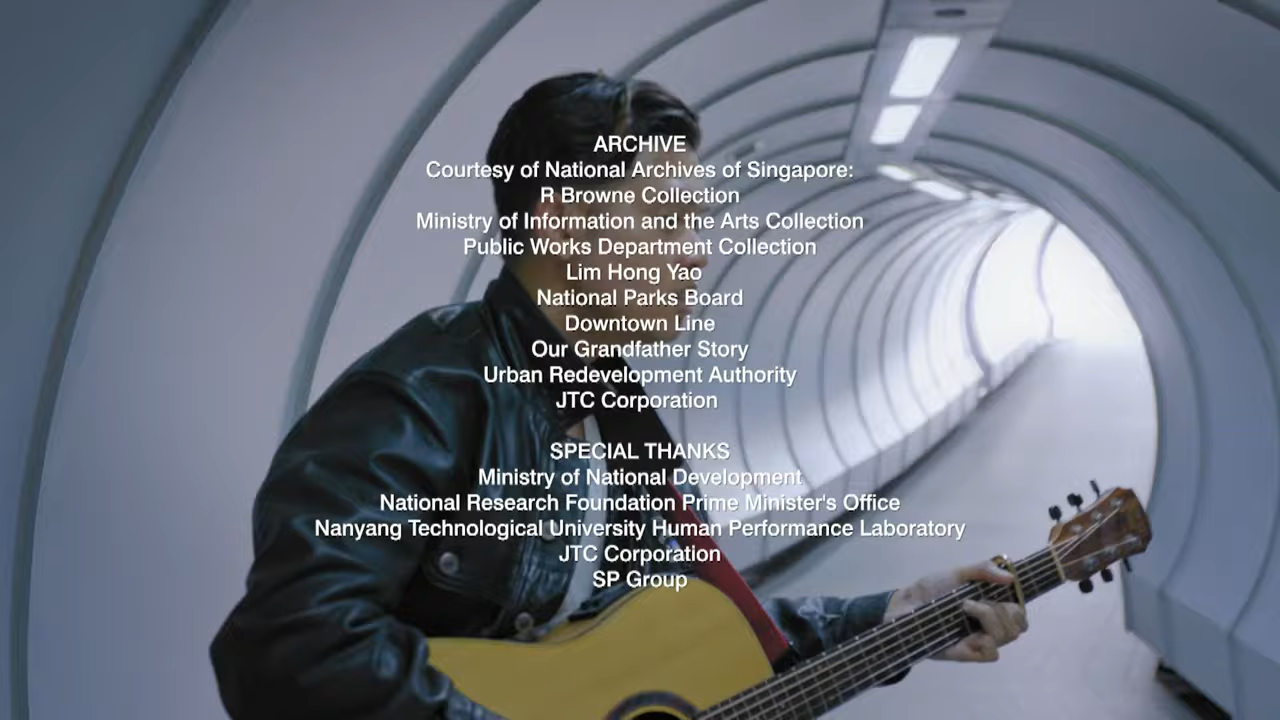 ARCHIVE
Courtesy of National Archives of Singapore:
R Browne Collection
Ministry of Information and the Arts Collection
Public Works Department Collection
Lim Hong Yao
National Parks Board
Downtown Line
Our Grandfather Story
Urban Redevelopment Authority
JTC Corporation
SPECIAL THANKS
Ministry of National Development
National Research Foundation Prime Minister's Office
Nanyang Technological University Human Performance Laboratory
JTC Corporation
SP Group